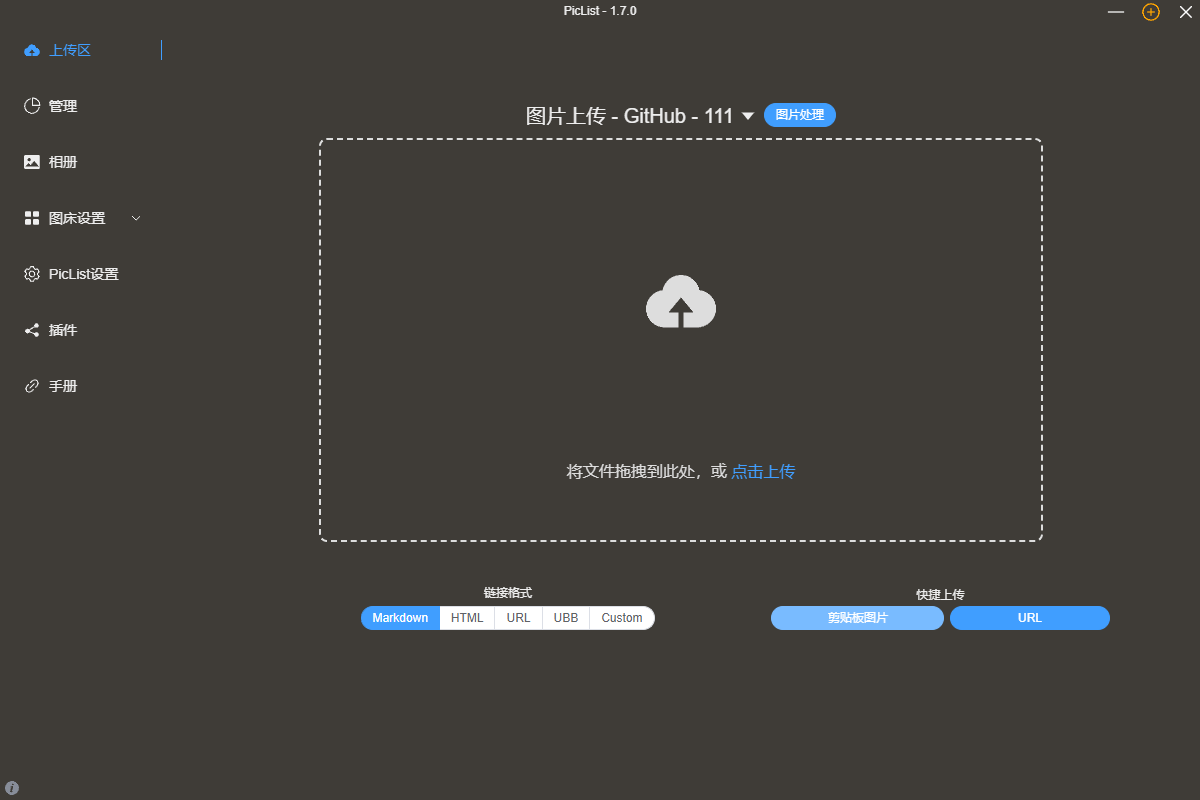 PicList - 1.7.0
上传区
管理
相册
图床设置
PicList设置
插件
手册
图片上传 - GitHub - 111
图片处理
将文件拖拽到此处，或 点击上传
链接格式
Markdown HTML URL UBB Custom
快捷上传
剪贴板图片 URL